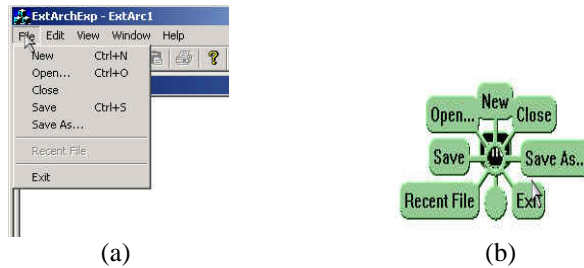 ExtArchExp - ExtArc1
File Edit View Window Help
New Ctrl+N
Open... Ctrl+O
Close
Save Ctrl+S
Save As...
Recent File
Exit
New
Open... Close
Save Save As..
Recent File Exit
(a) (b)